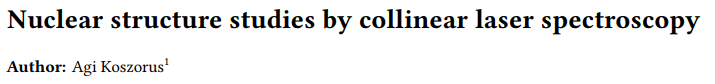 Nuclear structure studies by collinear laser spectroscopy
Author: Agi Koszorus¹